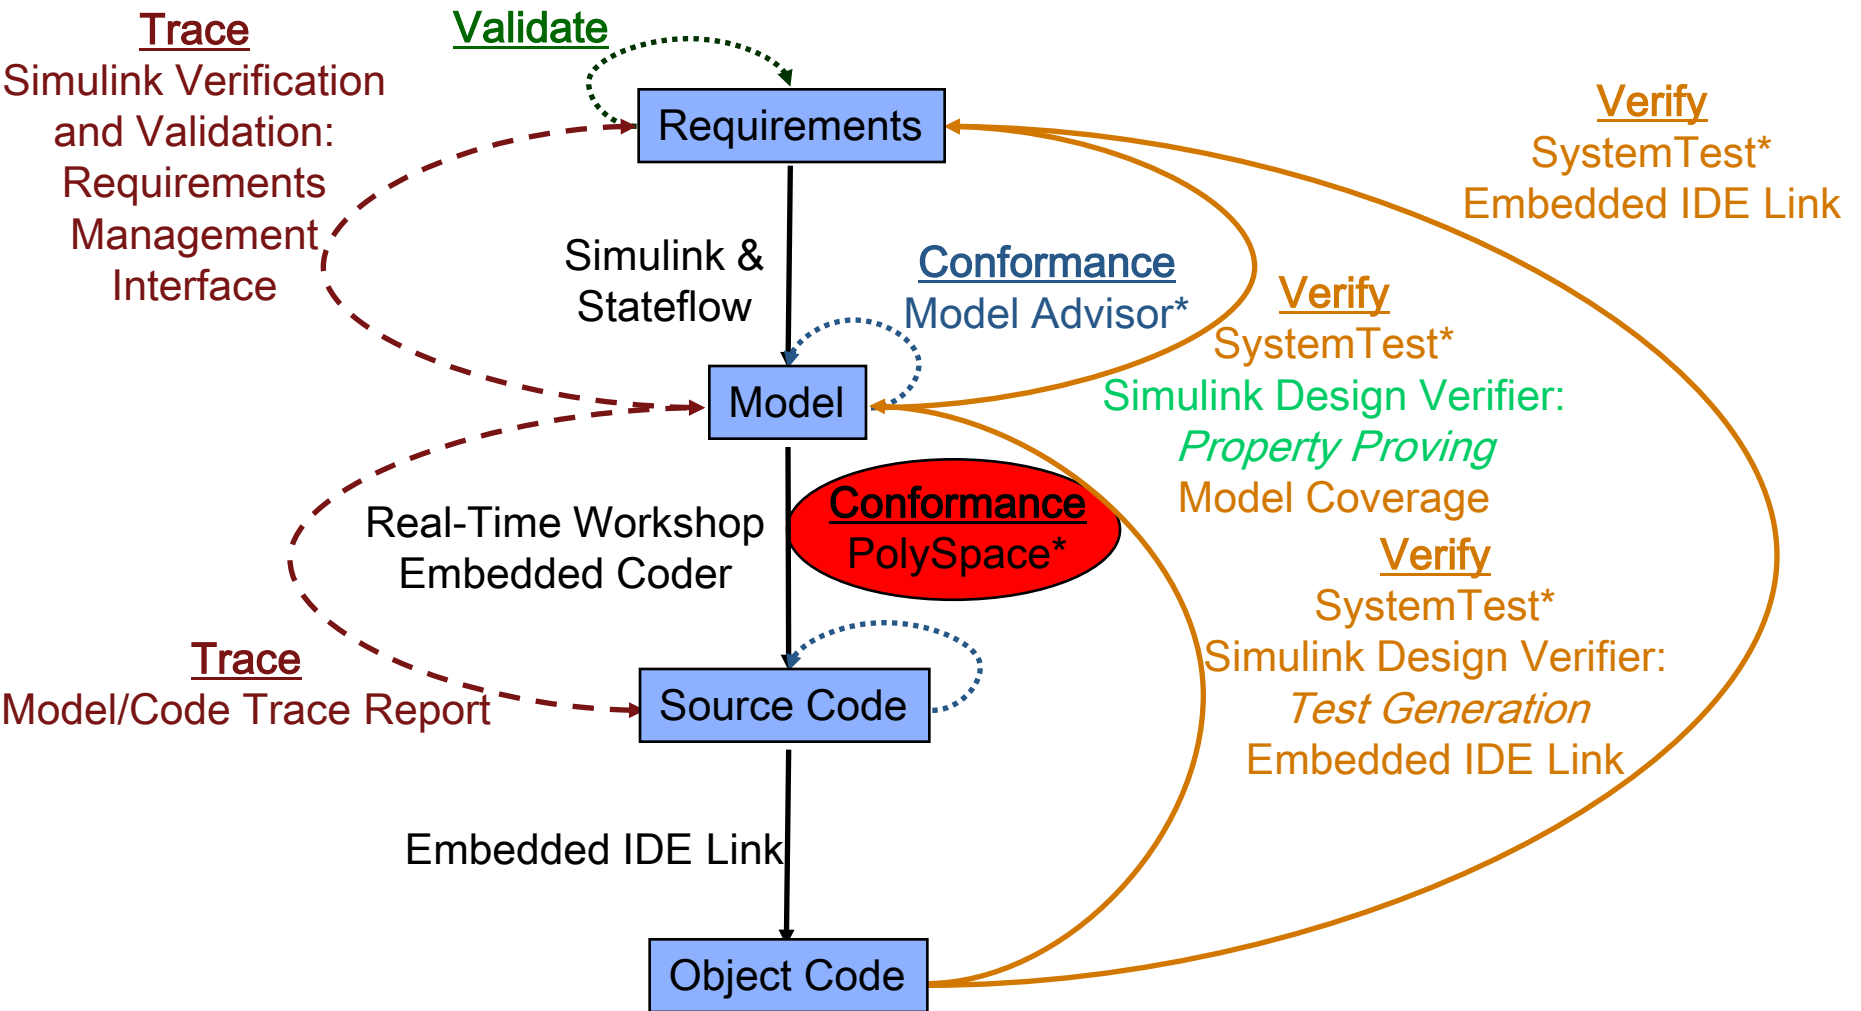 Trace
Simulink Verification
and Validation:
Requirements
Management
Interface
Validate
Requirements
Verify
SystemTest*
Embedded IDE Link
Simulink &
Stateflow
Conformance
Model Advisor*
Verify
SystemTest*
Simulink Design Verifier:
Property Proving
Model Coverage
Model
Real-Time Workshop
Embedded Coder
Conformance
PolySpace*
Verify
SystemTest*
Simulink Design Verifier:
Test Generation
Embedded IDE Link
Trace
Model/Code Trace Report
Source Code
Embedded IDE Link
Object Code